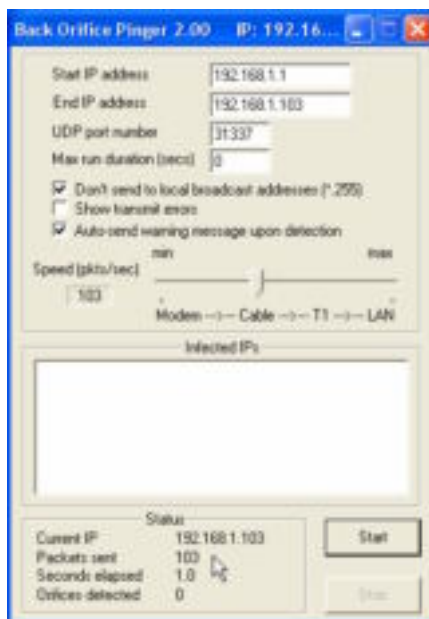 Back Orifice Pinger 2.00 IP: 192.16...
Start IP address 192.168.1.1
End IP address 192.168.1.103
UDP port number 31337
Max run duration (secs) 0
Don't send to local broadcast addresses (*.255)
Show transmit errors
Auto-send warning message upon detection
min max
Speed (pkts/sec)
103
Modem --> Cable --> T1 --> LAN
Infected IPs
Status
Current IP 192.168.1.103
Packets sent 103
Seconds elapsed 1.0
Orifices detected 0
Start
Stop